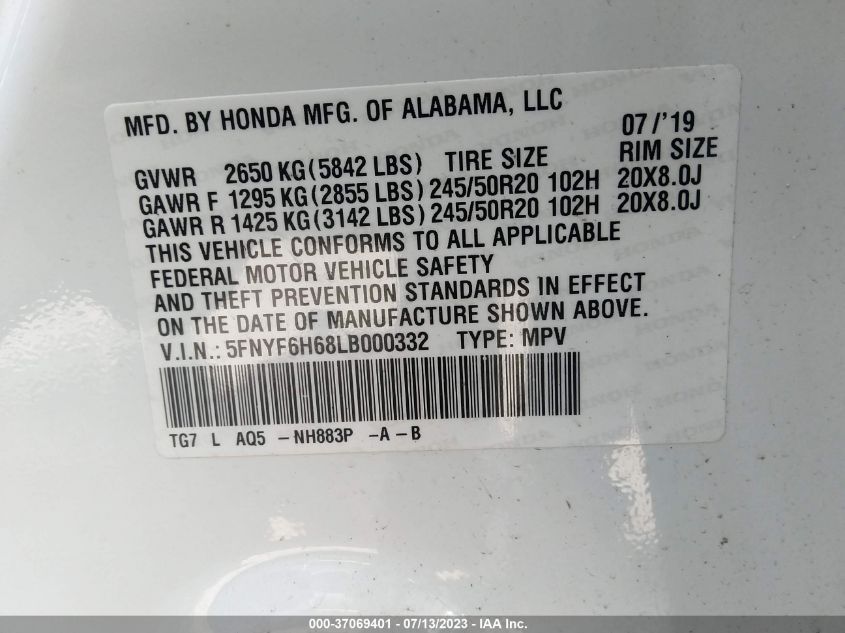 MFD. BY HONDA MFG. OF ALABAMA, LLC
07/'19
GVWR 2650 KG(5842 LBS) TIRE SIZE RIM SIZE
GAWR F 1295 KG(2855 LBS) 245/50R20 102H 20X8.0J
GAWR R 1425 KG(3142 LBS) 245/50R20 102H 20X8.0J
THIS VEHICLE CONFORMS TO ALL APPLICABLE
FEDERAL MOTOR VEHICLE SAFETY
AND THEFT PREVENTION STANDARDS IN EFFECT
ON THE DATE OF MANUFACTURE SHOWN ABOVE.
V.I.N.: 5FNYF6H68LB000332 TYPE: MPV
TG7 L AQ5 -NH883P -A-B
000-37069401 - 07/13/2023 - IAA Inc.